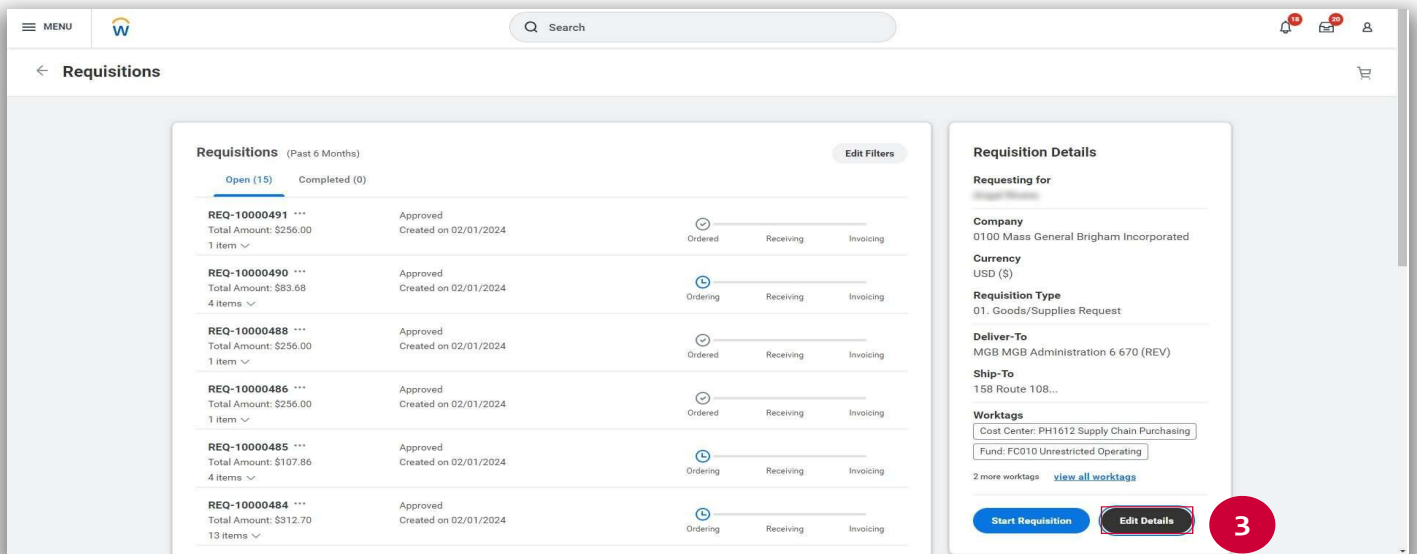 MENU
W
Search
18
20
Requisitions
Requisitions (Past 6 Months)
Edit Filters
Open (15) Completed (0)
REQ-10000491 ...
Approved
Total Amount: $256.00
Created on 02/01/2024
1 item
Ordered Receiving Invoicing
REQ-10000490 ...
Approved
Total Amount: $83.68
Created on 02/01/2024
4 items
Ordering Receiving Invoicing
REQ-10000488 ...
Approved
Total Amount: $256.00
Created on 02/01/2024
1 item
Ordered Receiving Invoicing
REQ-10000486 ...
Approved
Total Amount: $256.00
Created on 02/01/2024
1 item
Ordered Receiving Invoicing
REQ-10000485 ...
Approved
Total Amount: $107.86
Created on 02/01/2024
4 items
Ordering Receiving Invoicing
REQ-10000484 ...
Approved
Total Amount: $312.70
Created on 02/01/2024
13 items
Ordering Receiving Invoicing
Requisition Details
Requesting for
Company
0100 Mass General Brigham Incorporated
Currency
USD ($)
Requisition Type
01. Goods/Supplies Request
Deliver-To
MGB MGB Administration 6 670 (REV)
Ship-To
158 Route 108...
Worktags
Cost Center: PH1612 Supply Chain Purchasing
Fund: FC010 Unrestricted Operating
2 more worktags view all worktags
Start Requisition Edit Details
3